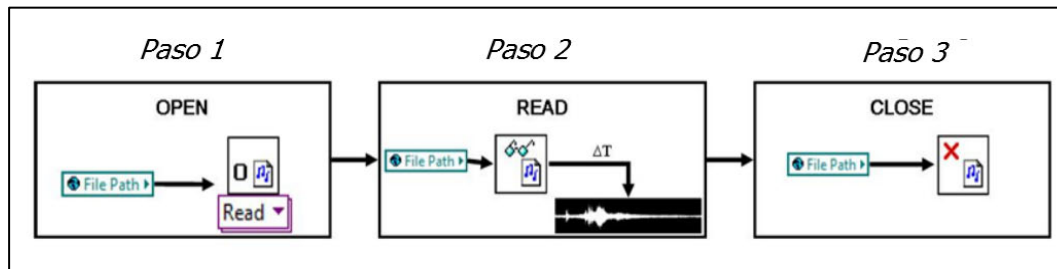 Paso 1
OPEN
File Path
0
Read
Paso 2
READ
File Path
ΔT
Paso 3
CLOSE
File Path